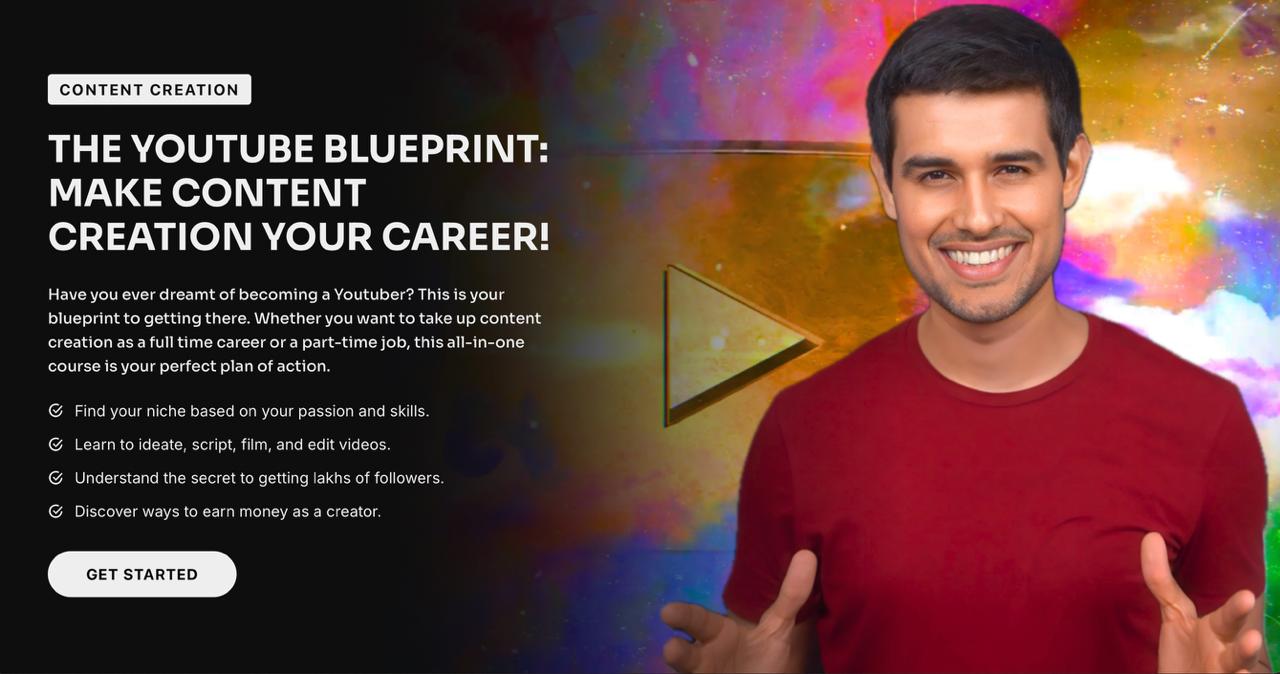 CONTENT CREATION
THE YOUTUBE BLUEPRINT:
MAKE CONTENT
CREATION YOUR CAREER!
Have you ever dreamt of becoming a Youtuber? This is your
blueprint to getting there. Whether you want to take up content
creation as a full time career or a part-time job, this all-in-one
course is your perfect plan of action.
Find your niche based on your passion and skills.
Learn to ideate, script, film, and edit videos.
Understand the secret to getting lakhs of followers.
Discover ways to earn money as a creator.
GET STARTED